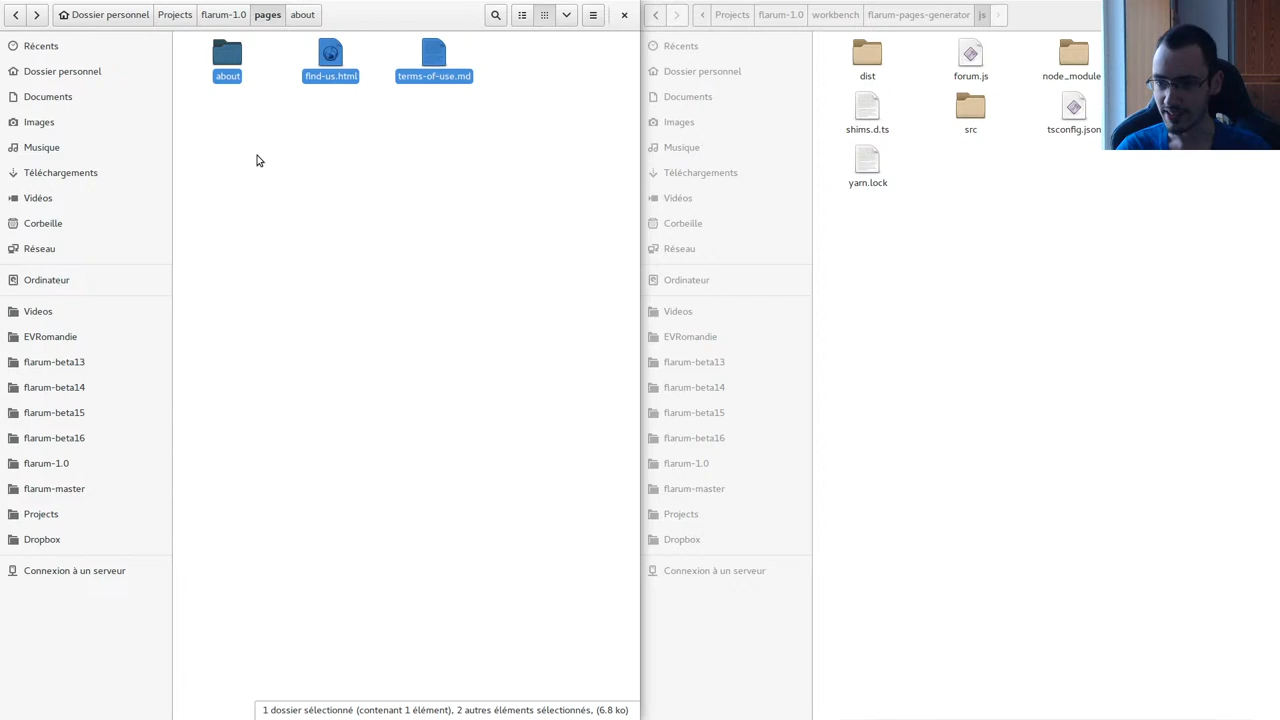 Dossier personnel Projects flarum-1.0 pages about
Récents
Dossier personnel
Documents
Images
Musique
Téléchargements
Vidéos
Corbeille
Réseau
Ordinateur
Videos
EVRomandie
flarum-beta13
flarum-beta14
flarum-beta15
flarum-beta16
flarum-1.0
flarum-master
Projects
Dropbox
Connexion à un serveur
about find-us.html terms-of-use.md
1 dossier sélectionné (contenant 1 élément), 2 autres éléments sélectionnés, (6.8 ko)
Projects flarum-1.0 workbench flarum-pages-generator js
Récents
Dossier personnel
Documents
Images
Musique
Téléchargements
Vidéos
Corbeille
Réseau
Ordinateur
Videos
EVRomandie
flarum-beta13
flarum-beta14
flarum-beta15
flarum-beta16
flarum-1.0
flarum-master
Projects
Dropbox
Connexion à un serveur
dist forum.js node_module
shims.d.ts src tsconfig.json
yarn.lock